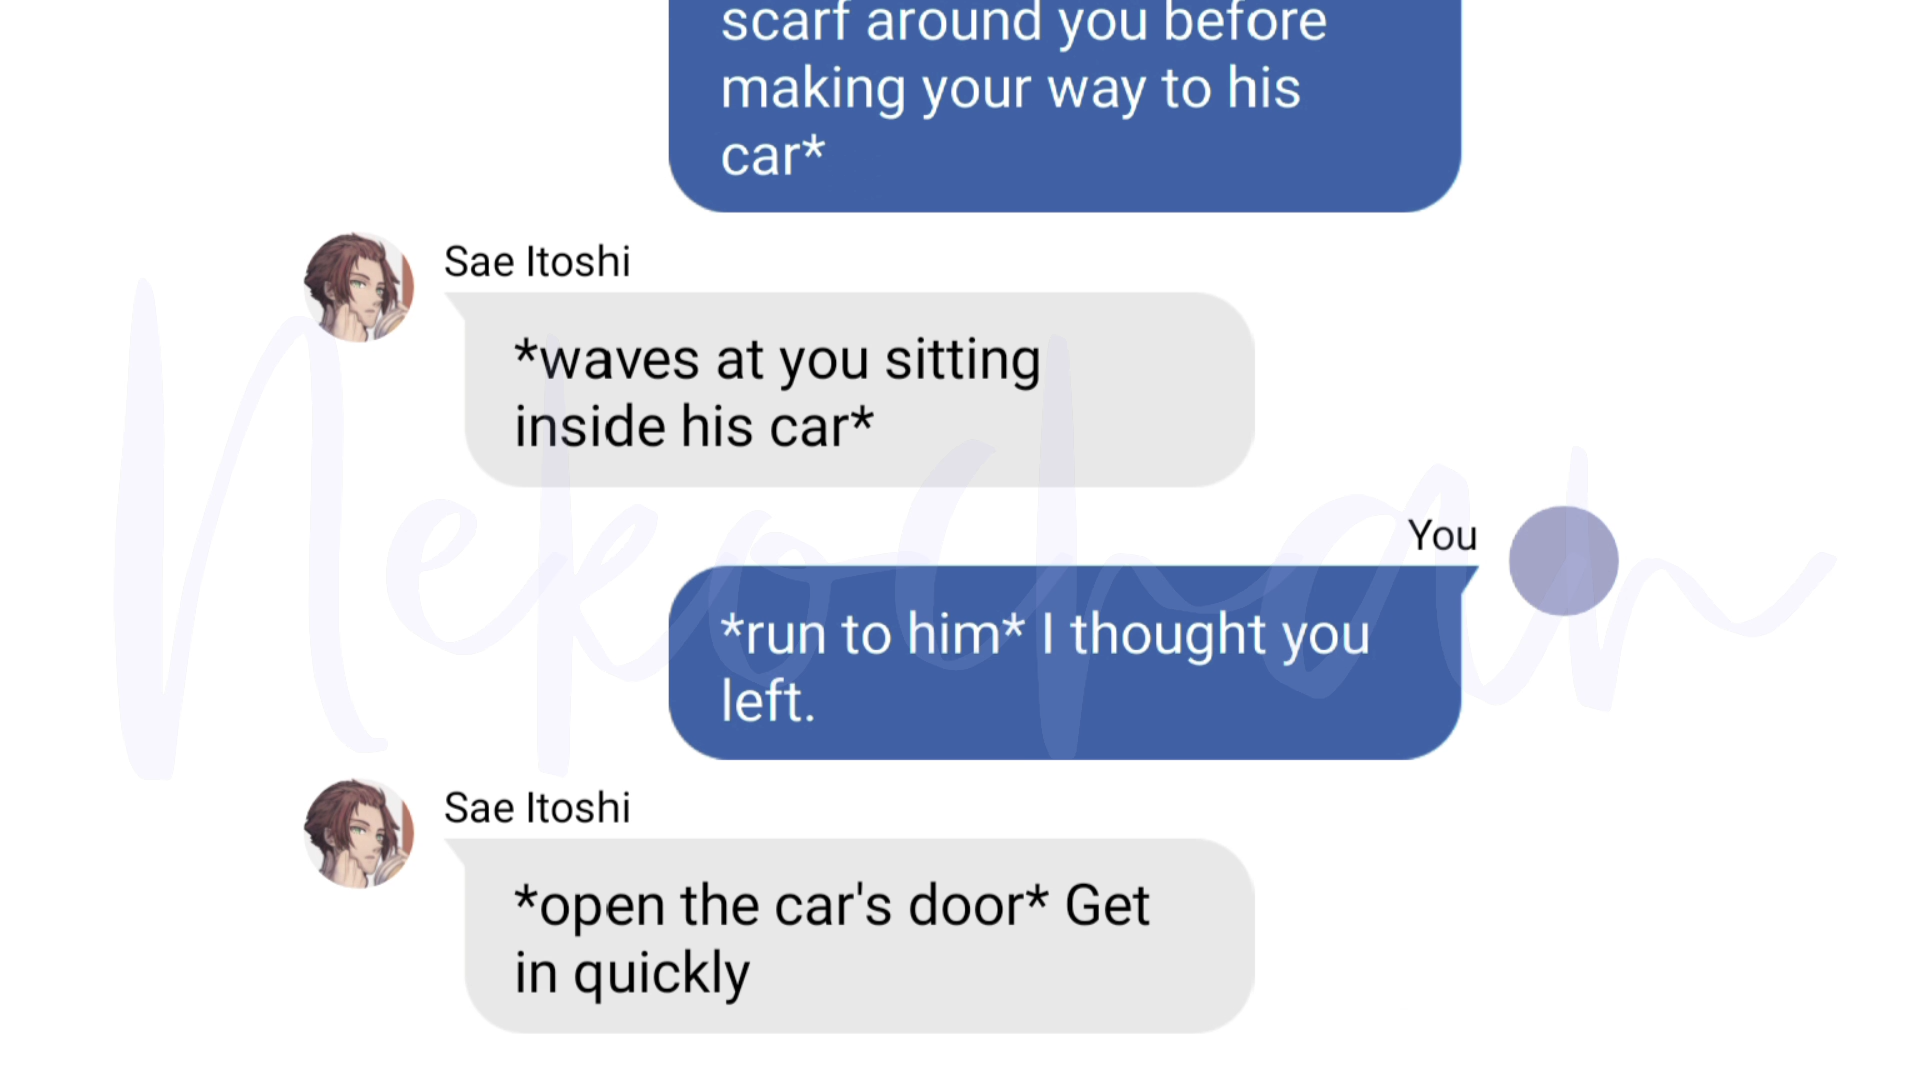 scarf around you before
making your way to his
car*
Sae Itoshi
*waves at you sitting
inside his car*
You
*run to him* I thought you
left.
Sae Itoshi
*open the car's door* Get
in quickly
Nekochan